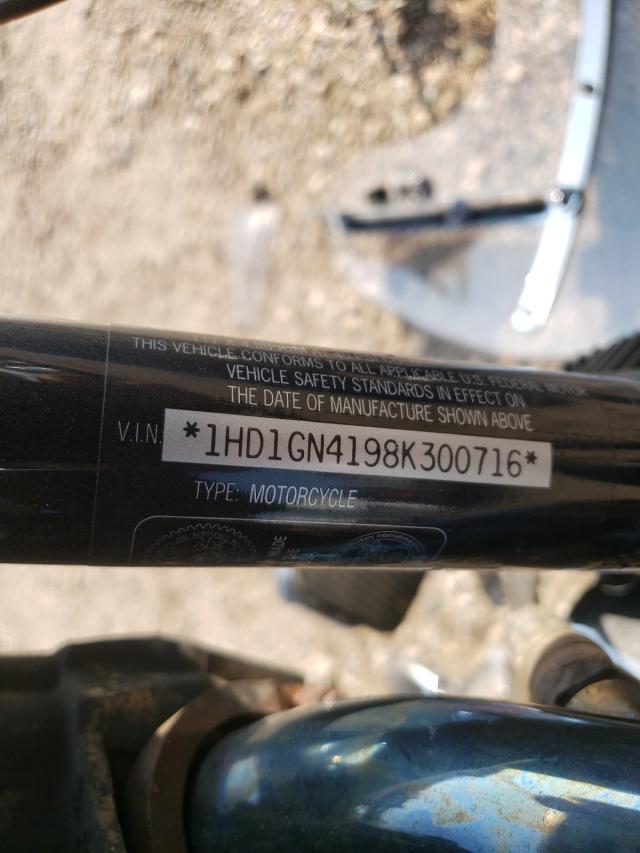 THIS VEHICLE CONFORMS TO ALL APPLICABLE U.S. FEDERAL MOTOR
VEHICLE SAFETY STANDARDS IN EFFECT ON
THE DATE OF MANUFACTURE SHOWN ABOVE
V.I.N. *1HD1GN4198K300716*
TYPE: MOTORCYCLE
MADE